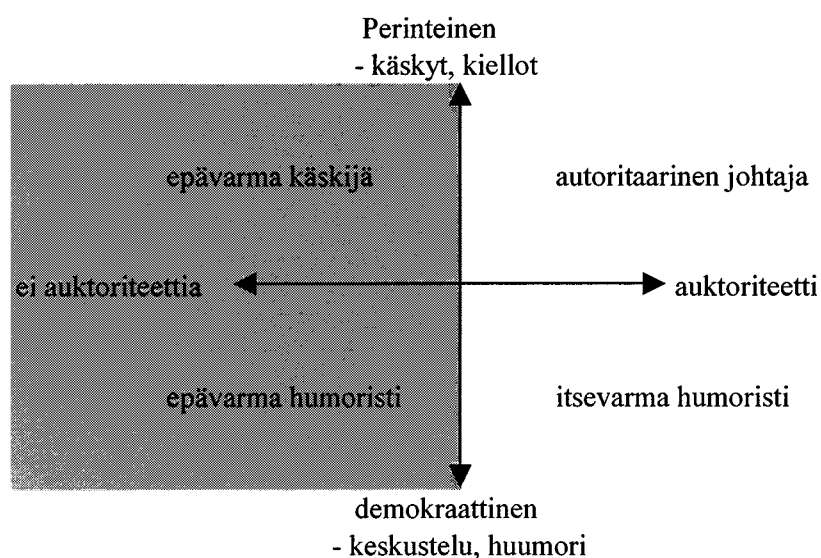 Perinteinen
- käskyt, kiellot
epävarma käskijä
autoritaarinen johtaja
ei auktoriteettia
auktoriteetti
epävarma humoristi
itsevarma humoristi
demokraattinen
- keskustelu, huumori